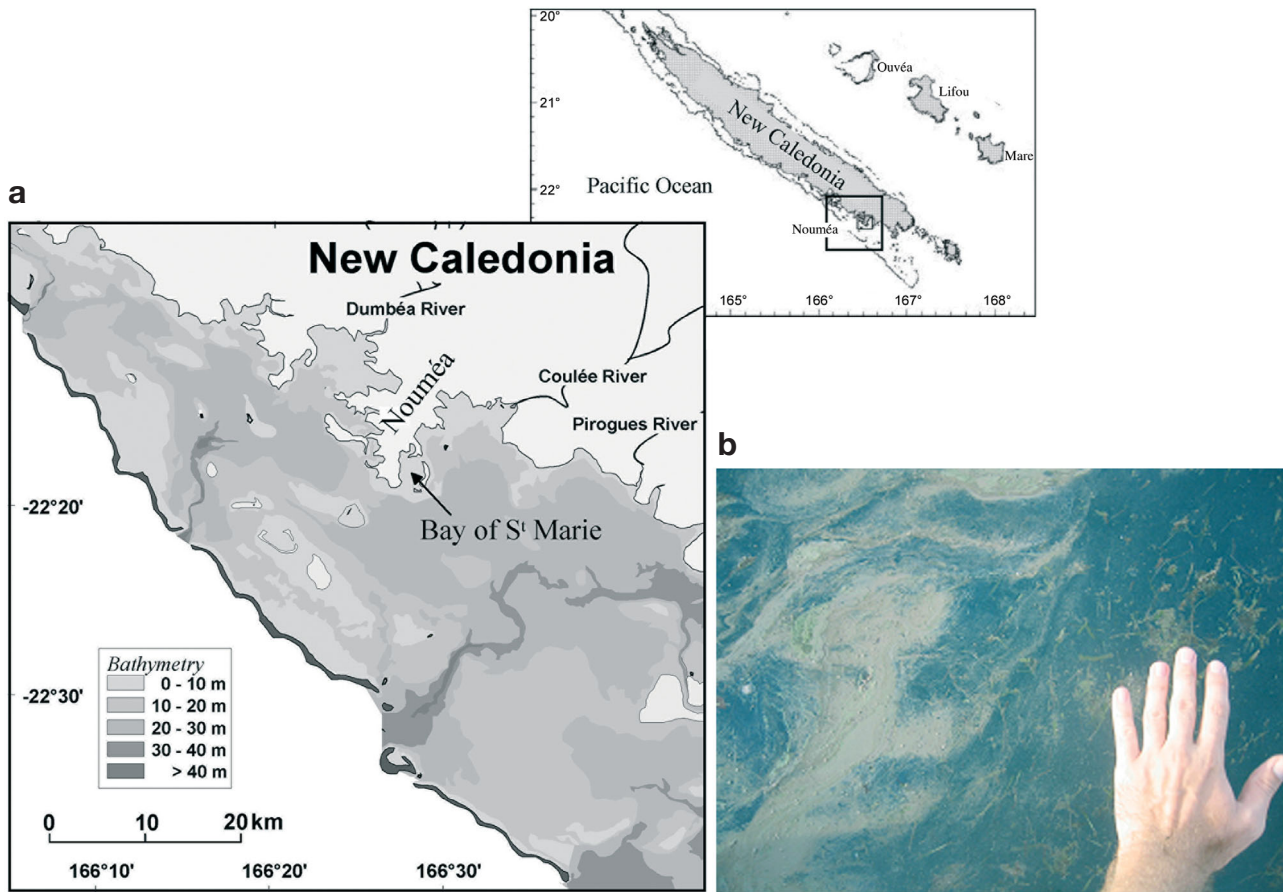 20°
21°
22°
Ouvéa
Lifou
Mare
New Caledonia
Pacific Ocean
Nouméa
165°
166°
167°
168°
a
New Caledonia
Dumbéa River
Nouméa
Coulée River
Pirogues River
Bay of Sᵗ Marie
-22°20'
-22°30'
Bathymetry
0 - 10 m
10 - 20 m
20 - 30 m
30 - 40 m
> 40 m
0 10 20 km
166°10' 166°20' 166°30'
b